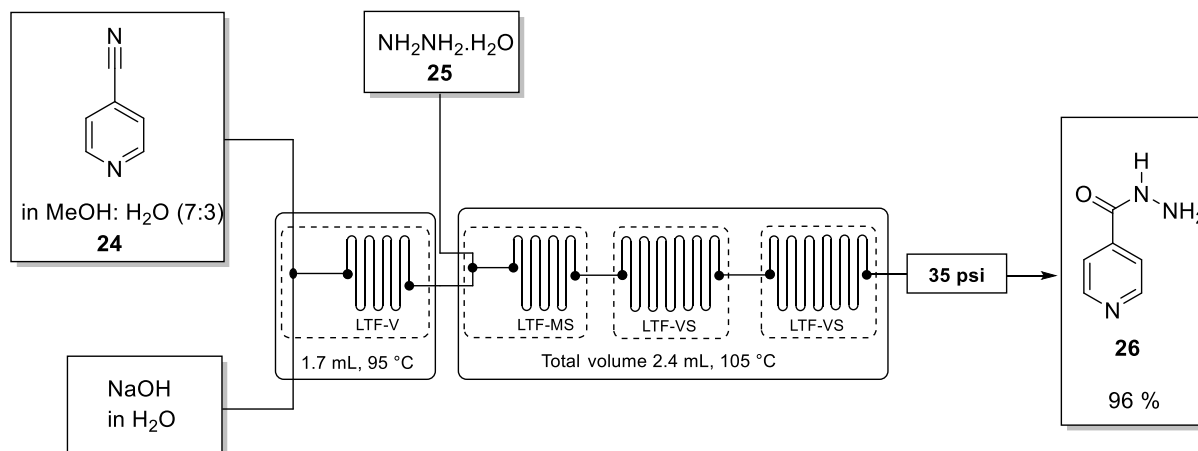 N
N
in MeOH: H₂O (7:3)
24
NH₂NH₂.H₂O
25
NaOH
in H₂O
LTF-V
1.7 mL, 95 °C
LTF-MS
LTF-VS
LTF-VS
Total volume 2.4 mL, 105 °C
35 psi
H
O
N
NH₂
N
26
96 %